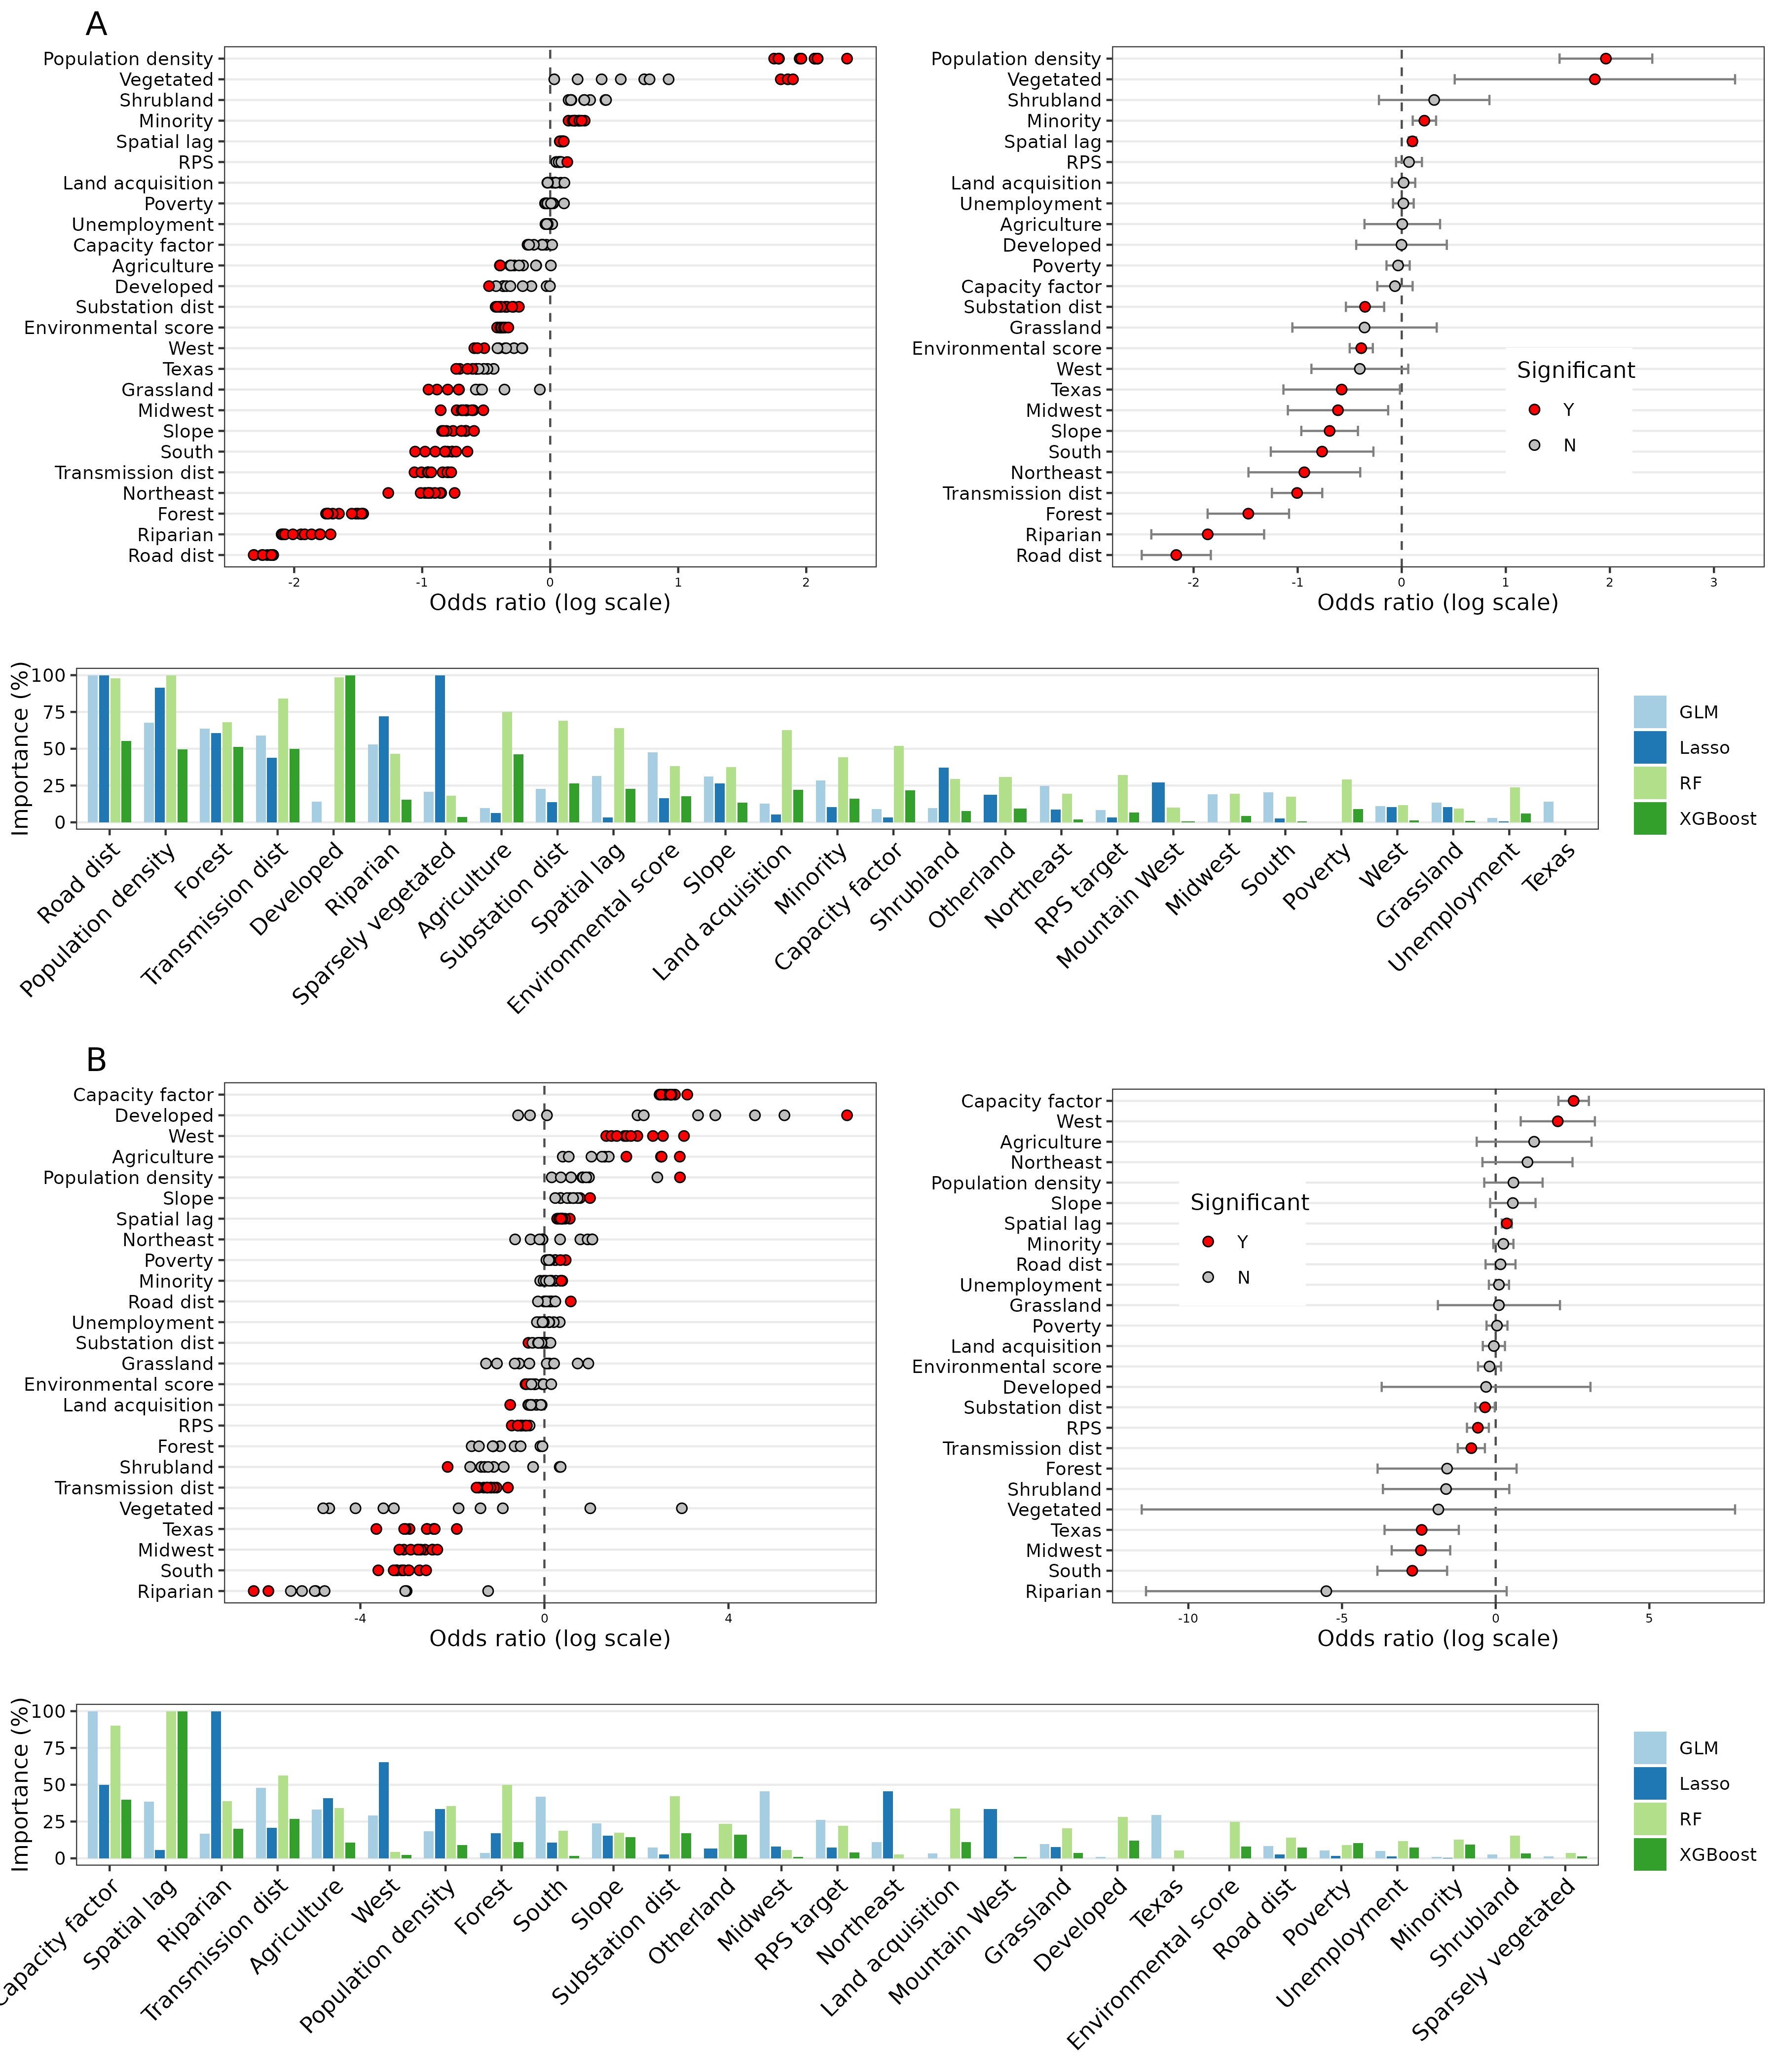 A
Population density
Vegetated
Shrubland
Minority
Spatial lag
RPS
Land acquisition
Poverty
Unemployment
Capacity factor
Agriculture
Developed
Substation dist
Environmental score
West
Texas
Grassland
Midwest
Slope
South
Transmission dist
Northeast
Forest
Riparian
Road dist
-2 -1 0 1 2
Odds ratio (log scale)
Population density
Vegetated
Shrubland
Minority
Spatial lag
RPS
Land acquisition
Unemployment
Agriculture
Developed
Poverty
Capacity factor
Substation dist
Grassland
Environmental score
West
Texas
Midwest
Slope
South
Northeast
Transmission dist
Forest
Riparian
Road dist
Significant
Y
N
-2 -1 0 1 2 3
Odds ratio (log scale)
Importance (%)
100
75
50
25
0
Road dist
Population density
Forest
Transmission dist
Developed
Riparian
Sparsely vegetated
Agriculture
Substation dist
Spatial lag
Environmental score
Slope
Land acquisition
Minority
Capacity factor
Shrubland
Otherland
Northeast
RPS target
Mountain West
Midwest
South
Poverty
West
Grassland
Unemployment
Texas
GLM
Lasso
RF
XGBoost
B
Capacity factor
Developed
West
Agriculture
Population density
Slope
Spatial lag
Northeast
Poverty
Minority
Road dist
Unemployment
Substation dist
Grassland
Environmental score
Land acquisition
RPS
Forest
Shrubland
Transmission dist
Vegetated
Texas
Midwest
South
Riparian
-4 0 4
Odds ratio (log scale)
Capacity factor
West
Agriculture
Northeast
Population density
Slope
Spatial lag
Minority
Road dist
Unemployment
Grassland
Poverty
Land acquisition
Environmental score
Developed
Substation dist
RPS
Transmission dist
Forest
Shrubland
Vegetated
Texas
Midwest
South
Riparian
Significant
Y
N
-10 -5 0 5
Odds ratio (log scale)
Importance (%)
100
75
50
25
0
Capacity factor
Spatial lag
Riparian
Transmission dist
Agriculture
West
Population density
Forest
South
Slope
Substation dist
Otherland
Midwest
RPS target
Northeast
Land acquisition
Mountain West
Grassland
Developed
Texas
Environmental score
Road dist
Poverty
Unemployment
Minority
Shrubland
Sparsely vegetated
GLM
Lasso
RF
XGBoost